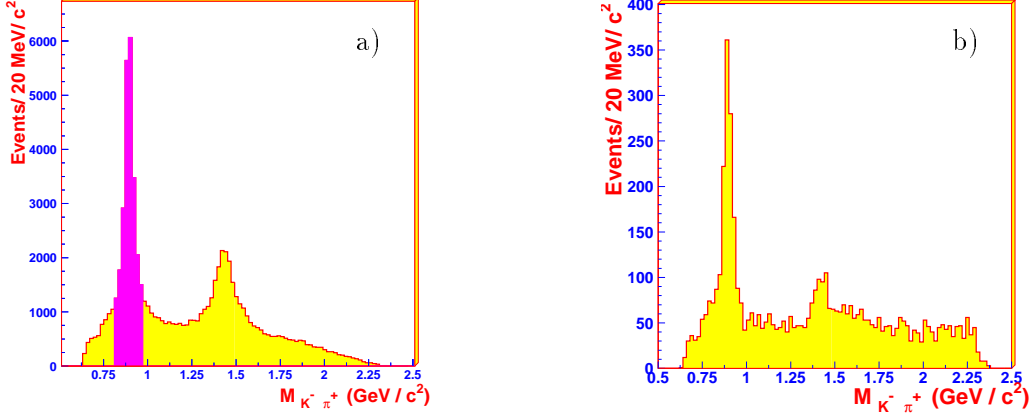 a)
Events/ 20 MeV/ c²
6000
5000
4000
3000
2000
1000
0
0.75 1 1.25 1.5 1.75 2 2.25 2.5
M K⁻ π⁺ (GeV / c²)
b)
Events/ 20 MeV/ c²
400
350
300
250
200
150
100
50
0
0.5 0.75 1 1.25 1.5 1.75 2 2.25 2.5
M K⁻ π⁺ (GeV / c²)